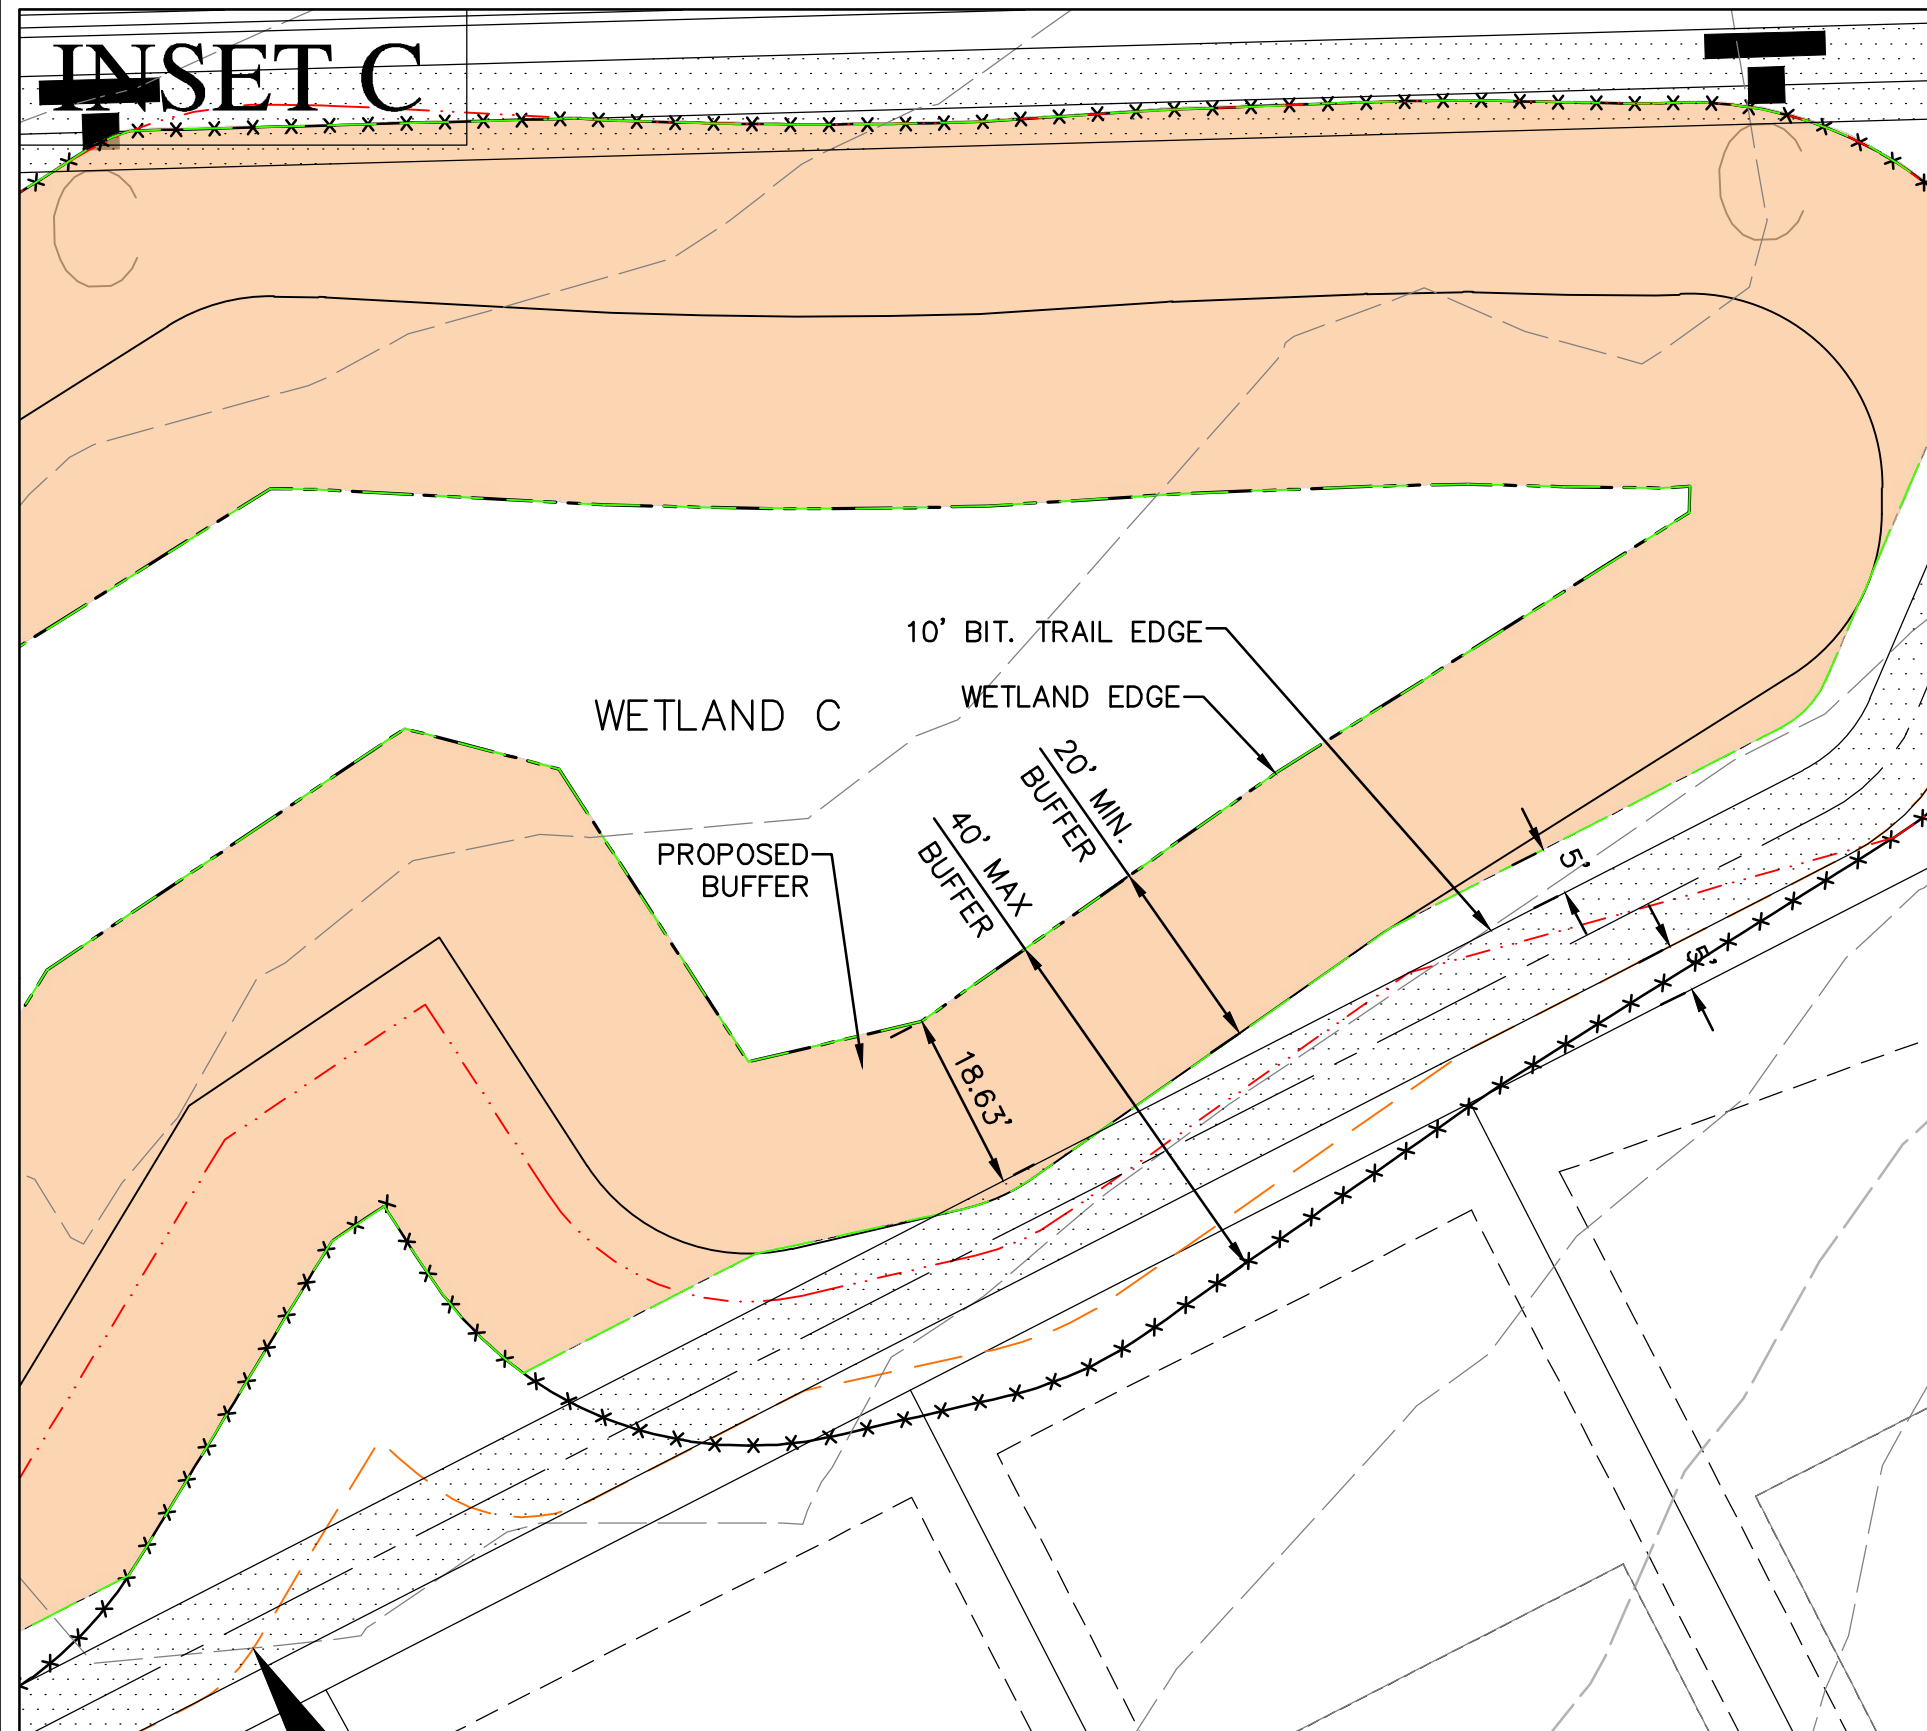 INSET C
10' BIT. TRAIL EDGE
WETLAND EDGE
WETLAND C
20' MIN.
BUFFER
40' MAX
BUFFER
PROPOSED
BUFFER
5'
5'
18.63'